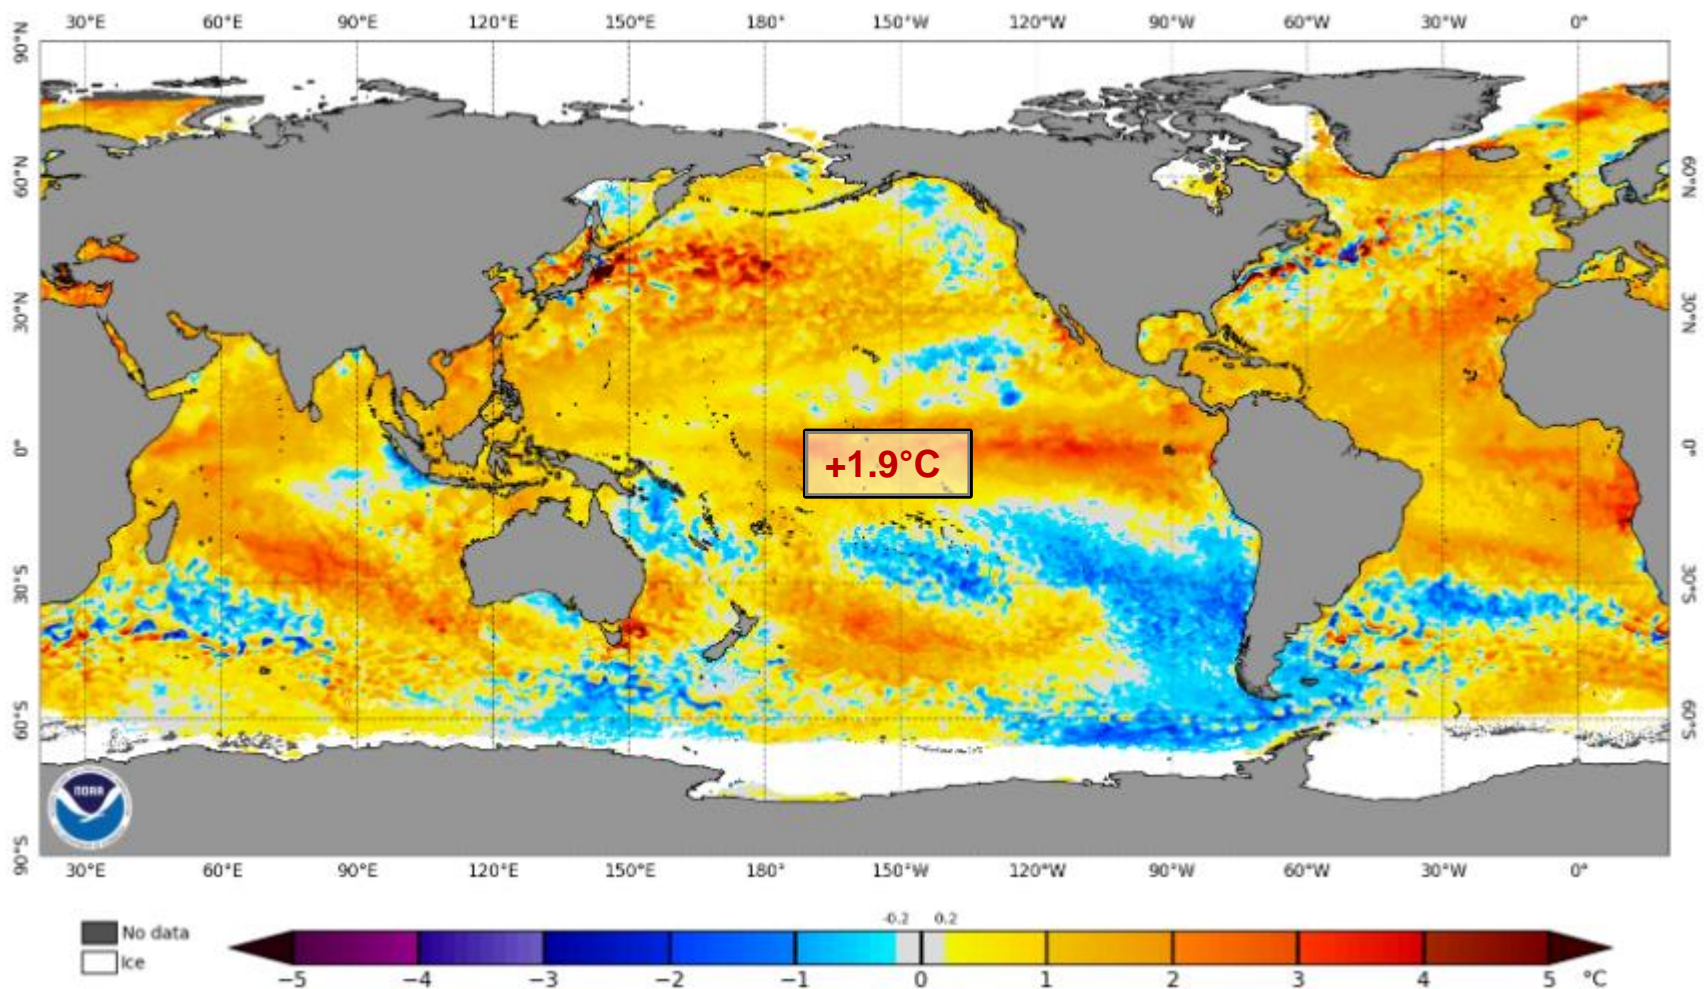 30°E 60°E 90°E 120°E 150°E 180° 150°W 120°W 90°W 60°W 30°W 0°
90°N
60°N 60°N
30°N 30°N
0° 0°
+1.9°C
30°S 30°S
60°S 60°S
NOAA
90°S
30°E 60°E 90°E 120°E 150°E 180° 150°W 120°W 90°W 60°W 30°W 0°
-0.2 0.2
No data
Ice
−5 −4 −3 −2 −1 0 1 2 3 4 5 °C